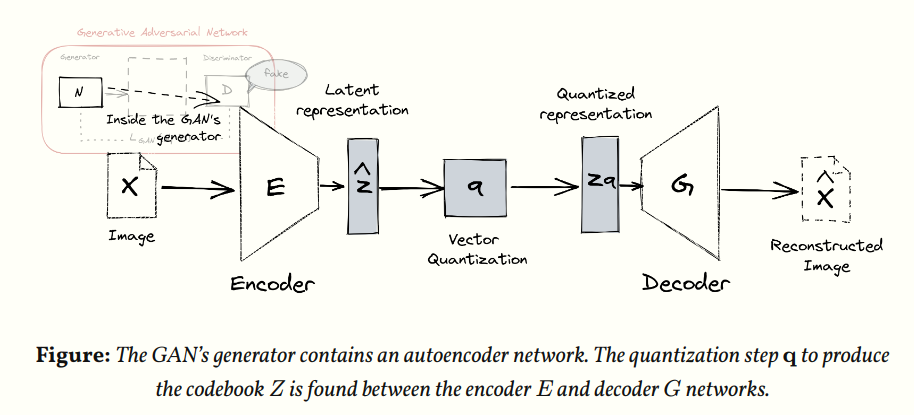 Generative Adversarial Network
Generator
Discriminator
N
D
fake
Inside the GAN's
generator
X
Image
E
Encoder
Latent
representation
ẑ
q
Vector
Quantization
Quantized
representation
zq
G
Decoder
X̂
Reconstructed
Image
Figure: The GAN's generator contains an autoencoder network. The quantization step q to produce
the codebook Z is found between the encoder E and decoder G networks.